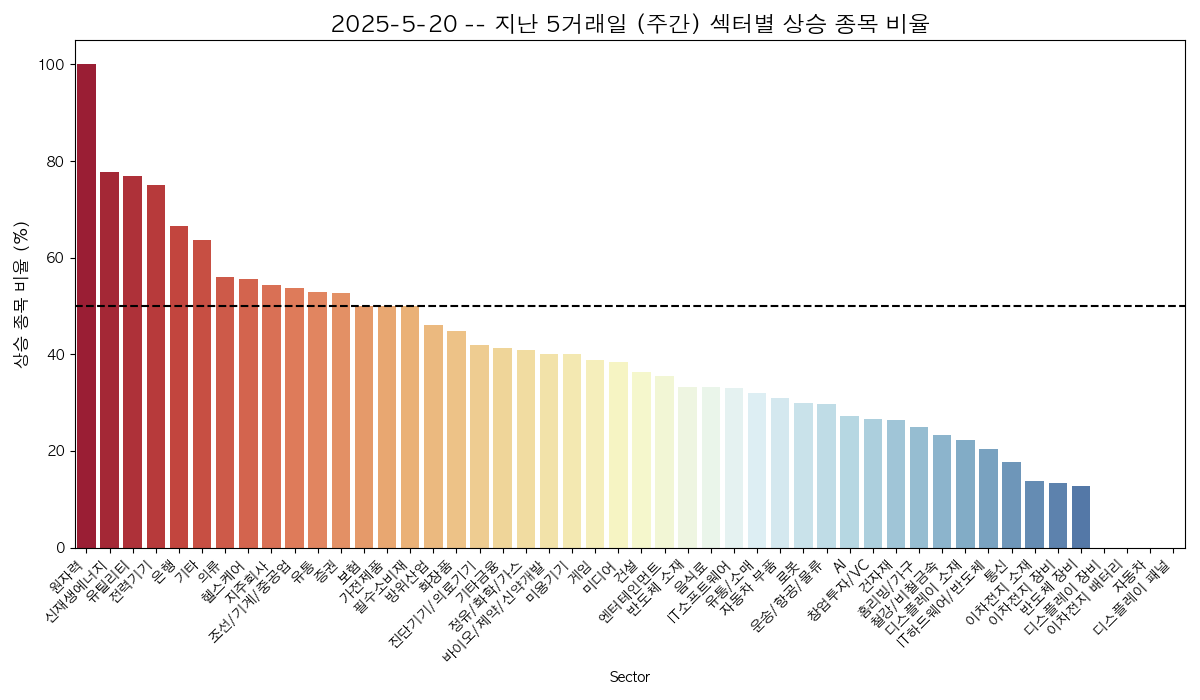 2025-5-20 -- 지난 5거래일 (주간) 섹터별 상승 종목 비율
상승 종목 비율 (%)
100
80
60
40
20
0
원자력
신재생에너지
유틸리티
전력기기
은행
기타
의류
헬스케어
지주회사
조선/기계/중공업
유통
증권
보험
가전제품
필수소비재
방위산업
화장품
진단기기/의료기기
기타금융
정유/화학/가스
바이오/제약/신약개발
미용기기
게임
미디어
건설
엔터테인먼트
반도체 소재
음식료
IT소프트웨어
유통/소매
자동차 부품
로봇
운송/항공/물류
AI
창업투자/VC
건자재
홈리빙/가구
철강/비철금속
디스플레이 소재
IT하드웨어/반도체
통신
이차전지 소재
이차전지 장비
반도체 장비
디스플레이 장비
이차전지 배터리
자동차
디스플레이 패널
Sector